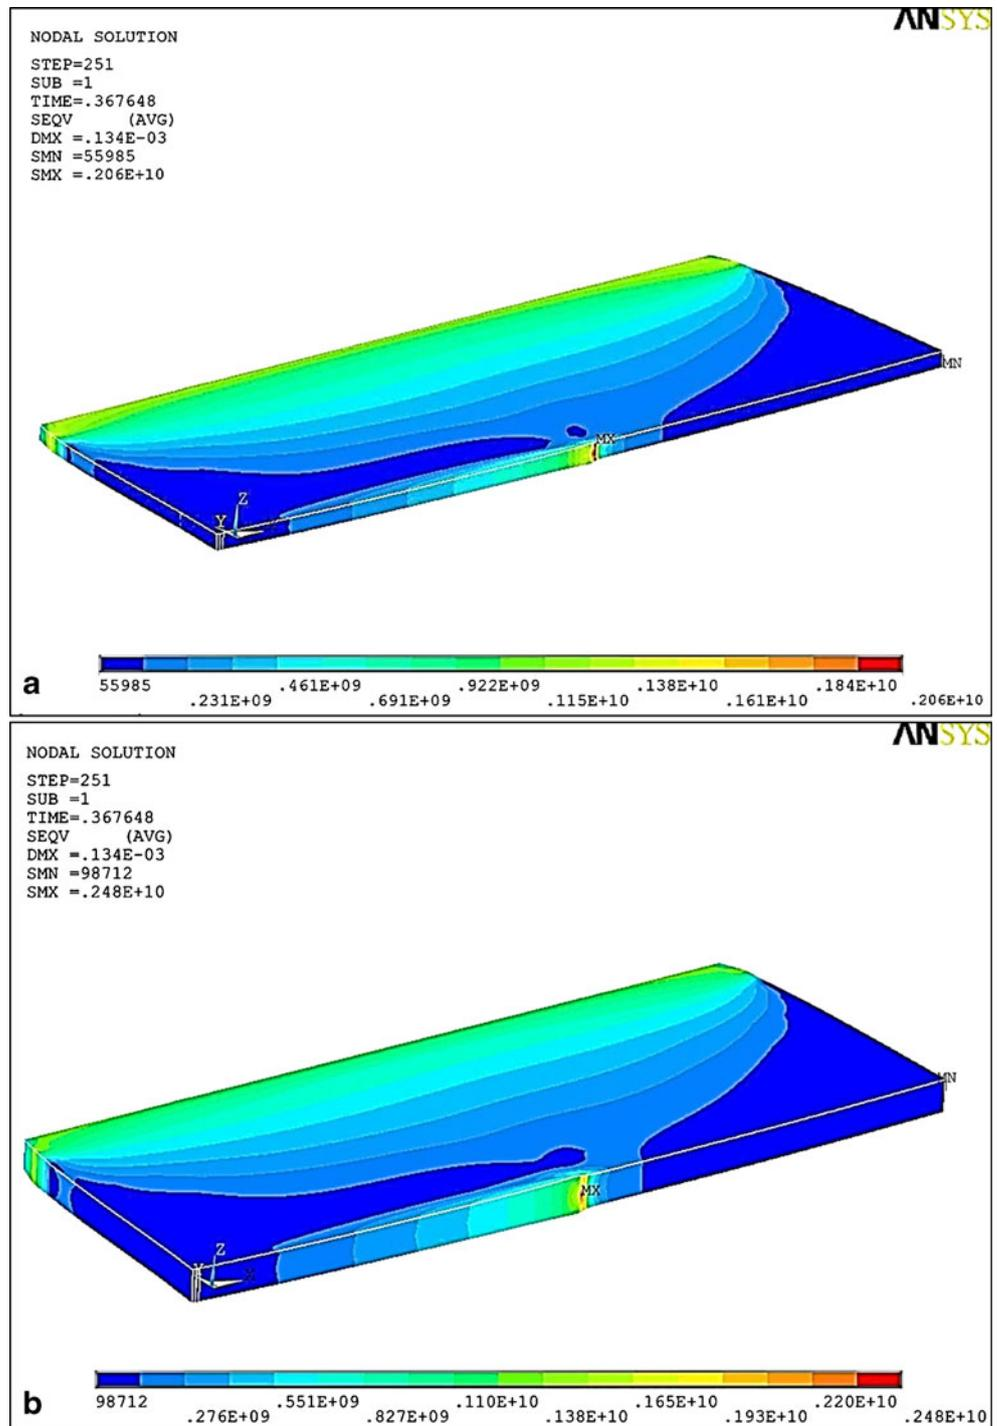 ANSYS
NODAL SOLUTION
STEP=251
SUB =1
TIME=.367648
SEQV (AVG)
DMX =.134E-03
SMN =55985
SMX =.206E+10
MN
MX
Z
Y
a
55985 .461E+09 .922E+09 .138E+10 .184E+10
.231E+09 .691E+09 .115E+10 .161E+10 .206E+10
ANSYS
NODAL SOLUTION
STEP=251
SUB =1
TIME=.367648
SEQV (AVG)
DMX =.134E-03
SMN =98712
SMX =.248E+10
MN
MX
Z
Y X
b
98712 .551E+09 .110E+10 .165E+10 .220E+10
.276E+09 .827E+09 .138E+10 .193E+10 .248E+10